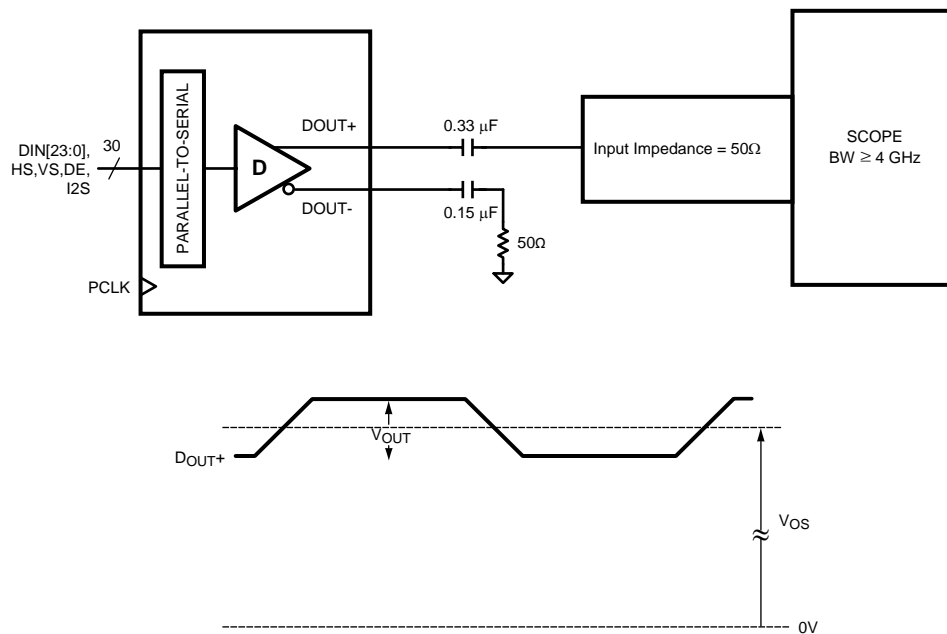 DIN[23:0],
HS,VS,DE,
I2S
30
PCLK
PARALLEL-TO-SERIAL
D
DOUT+
DOUT-
0.33 μF
0.15 μF
50Ω
Input Impedance = 50Ω
SCOPE
BW ≥ 4 GHz
DOUT+
VOUT
VOS
≈
0V